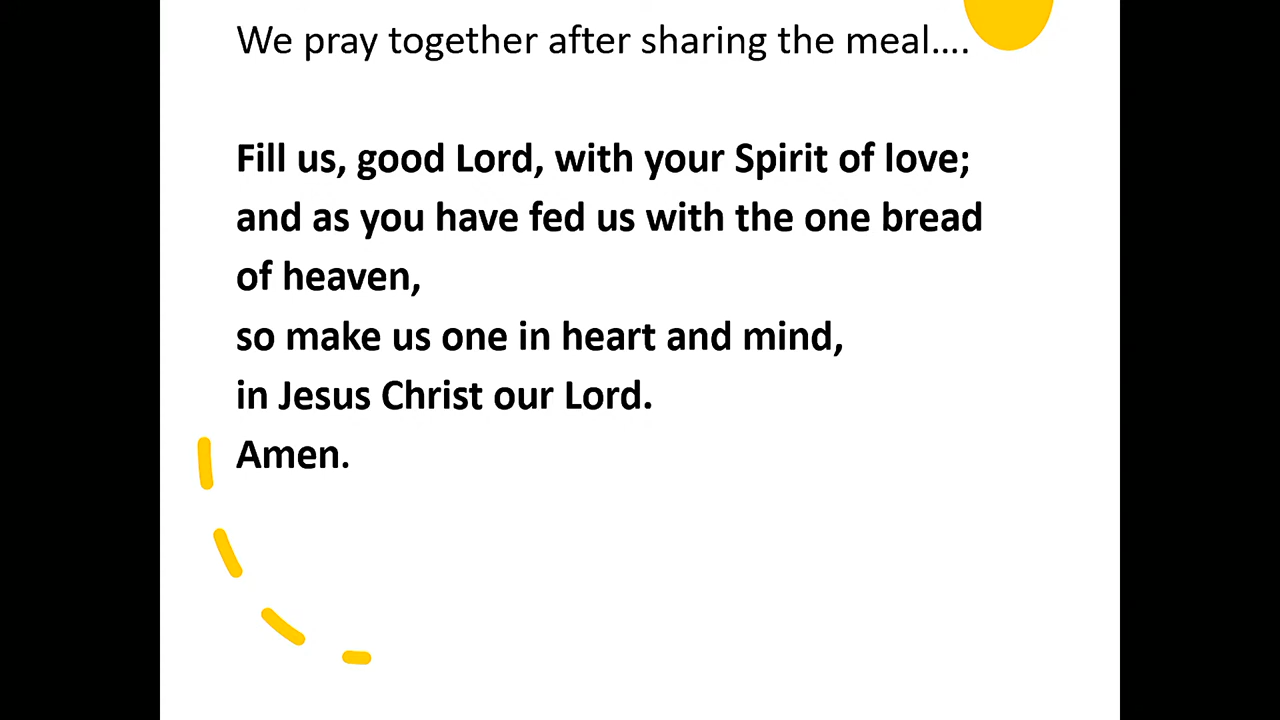 We pray together after sharing the meal....
Fill us, good Lord, with your Spirit of love;
and as you have fed us with the one bread
of heaven,
so make us one in heart and mind,
in Jesus Christ our Lord.
Amen.